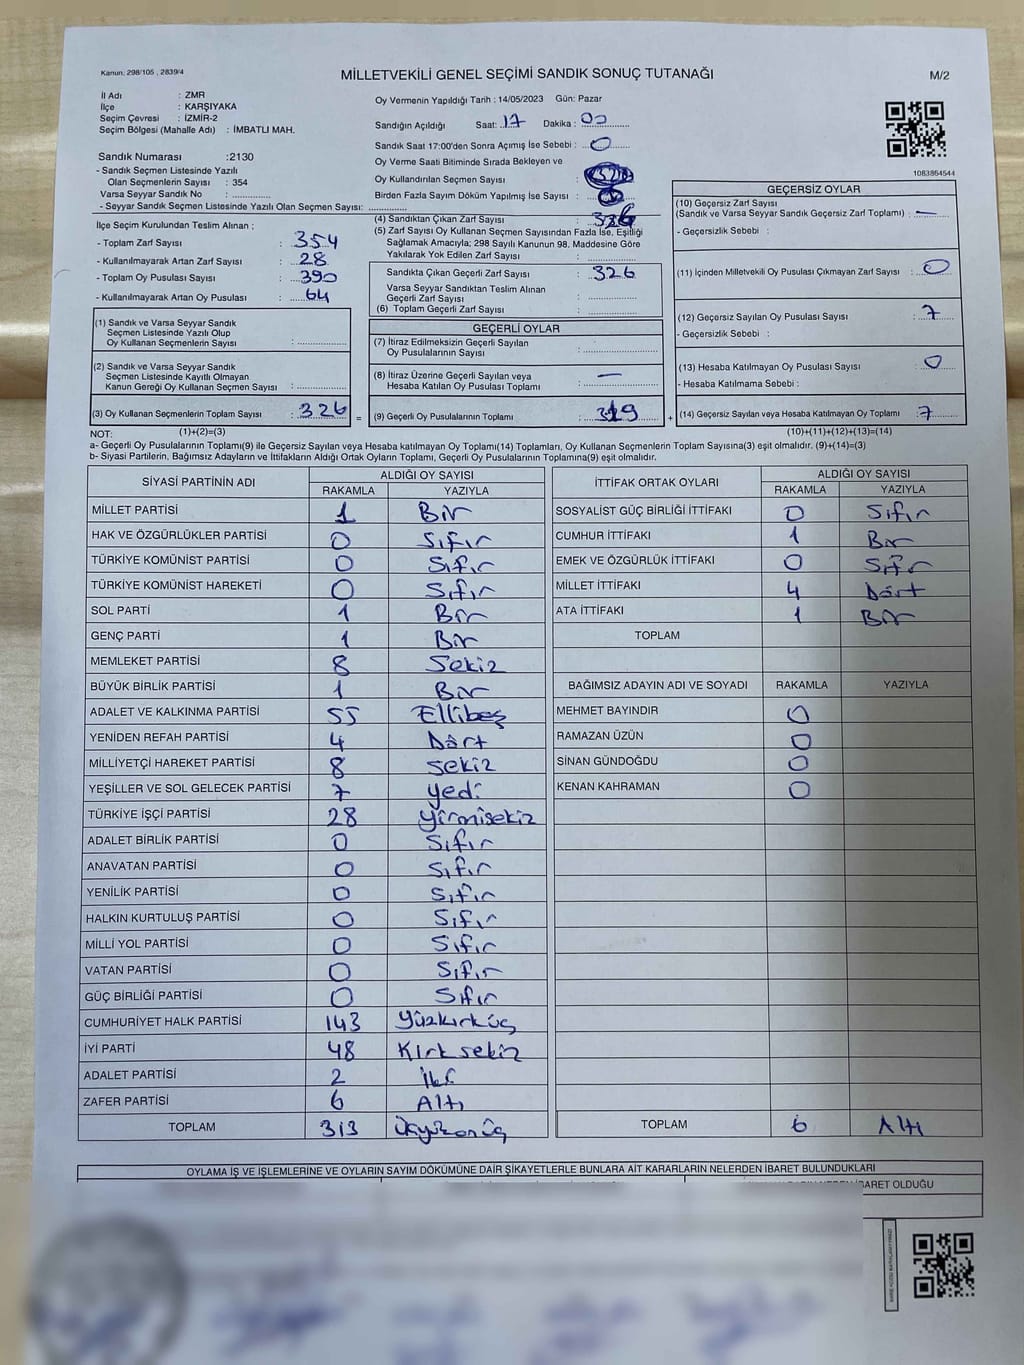 Kanun, 298/105 , 2839/4
MİLLETVEKİLİ GENEL SEÇİMİ SANDIK SONUÇ TUTANAĞI
M/2
İl Adı : ZMR
İlçe : KARŞIYAKA
Seçim Çevresi : İZMİR-2
Seçim Bölgesi (Mahalle Adı) : İMBATLI MAH.
Sandık Numarası :2130
- Sandık Seçmen Listesinde Yazılı
Olan Seçmenlerin Sayısı : 354
Varsa Seyyar Sandık No :
- Seyyar Sandık Seçmen Listesinde Yazılı Olan Seçmen Sayısı:
Oy Vermenin Yapıldığı Tarih : 14/05/2023 Gün: Pazar
Sandığın Açıldığı Saat: 17 Dakika : 00
Sandık Saat 17:00'den Sonra Açımış İse Sebebi : 0
Oy Verme Saati Bitiminde Sırada Bekleyen ve
Oy Kullandırılan Seçmen Sayısı :
Birden Fazla Sayım Döküm Yapılmış İse Sayısı :
1083864544
İlçe Seçim Kurulundan Teslim Alınan ;
- Toplam Zarf Sayısı : 354
- Kullanılmayarak Artan Zarf Sayısı : 28
- Toplam Oy Pusulası Sayısı : 390
- Kullanılmayarak Artan Oy Pusulası : 64
(4) Sandıktan Çıkan Zarf Sayısı : 326
(5) Zarf Sayısı Oy Kullanan Seçmen Sayısından Fazla İse, Eşitliği
Sağlamak Amacıyla; 298 Sayılı Kanunun 98. Maddesine Göre
Yakılarak Yok Edilen Zarf Sayısı :
Sandıkta Çıkan Geçerli Zarf Sayısı : 326
Varsa Seyyar Sandıktan Teslim Alınan
Geçerli Zarf Sayısı :
(6) Toplam Geçerli Zarf Sayısı :
GEÇERSİZ OYLAR
(10) Geçersiz Zarf Sayısı
(Sandık ve Varsa Seyyar Sandık Geçersiz Zarf Toplamı) : —
- Geçersizlik Sebebi :
(11) İçinden Milletvekili Oy Pusulası Çıkmayan Zarf Sayısı : 0
(12) Geçersiz Sayılan Oy Pusulası Sayısı : 7
- Geçersizlik Sebebi :
(13) Hesaba Katılmayan Oy Pusulası Sayısı : 0
- Hesaba Katılmama Sebebi :
(14) Geçersiz Sayılan veya Hesaba Katılmayan Oy Toplamı : 7
(10)+(11)+(12)+(13)=(14)
(1) Sandık ve Varsa Seyyar Sandık
Seçmen Listesinde Yazılı Olup
Oy Kullanan Seçmenlerin Sayısı :
(2) Sandık ve Varsa Seyyar Sandık
Seçmen Listesinde Kayıtlı Olmayan
Kanun Gereği Oy Kullanan Seçmen Sayısı :
(3) Oy Kullanan Seçmenlerin Toplam Sayısı : 326 =
(1)+(2)=(3)
GEÇERLİ OYLAR
(7) İtiraz Edilmeksizin Geçerli Sayılan
Oy Pusulalarının Sayısı :
(8) İtiraz Üzerine Geçerli Sayılan veya
Hesaba Katılan Oy Pusulası Toplamı : —
(9) Geçerli Oy Pusulalarının Toplamı : 319 +
NOT:
a- Geçerli Oy Pusulalarının Toplamı(9) ile Geçersiz Sayılan veya Hesaba katılmayan Oy Toplamı(14) Toplamları, Oy Kullanan Seçmenlerin Toplam Sayısına(3) eşit olmalıdır. (9)+(14)=(3)
b- Siyasi Partilerin, Bağımsız Adayların ve İttifakların Aldığı Ortak Oyların Toplamı, Geçerli Oy Pusulalarının Toplamına(9) eşit olmalıdır.
SİYASİ PARTİNİN ADI ALDIĞI OY SAYISI
RAKAMLA YAZIYLA
MİLLET PARTİSİ 1 Bir
HAK VE ÖZGÜRLÜKLER PARTİSİ 0 Sıfır
TÜRKİYE KOMÜNİST PARTİSİ 0 Sıfır
TÜRKİYE KOMÜNİST HAREKETİ 0 Sıfır
SOL PARTİ 1 Bir
GENÇ PARTİ 1 Bir
MEMLEKET PARTİSİ 8 Sekiz
BÜYÜK BİRLİK PARTİSİ 1 Bir
ADALET VE KALKINMA PARTİSİ 55 Ellibeş
YENİDEN REFAH PARTİSİ 4 Dört
MİLLİYETÇİ HAREKET PARTİSİ 8 sekiz
YEŞİLLER VE SOL GELECEK PARTİSİ 7 yedi
TÜRKİYE İŞÇİ PARTİSİ 28 yirmisekiz
ADALET BİRLİK PARTİSİ 0 Sıfır
ANAVATAN PARTİSİ 0 Sıfır
YENİLİK PARTİSİ 0 Sıfır
HALKIN KURTULUŞ PARTİSİ 0 Sıfır
MİLLİ YOL PARTİSİ 0 Sıfır
VATAN PARTİSİ 0 Sıfır
GÜÇ BİRLİĞİ PARTİSİ 0 Sıfır
CUMHURİYET HALK PARTİSİ 143 Yüzkırküç
İYİ PARTİ 48 Kırksekiz
ADALET PARTİSİ 2 İki
ZAFER PARTİSİ 6 Altı
TOPLAM 313 Üçyüzonüç
İTTİFAK ORTAK OYLARI ALDIĞI OY SAYISI
RAKAMLA YAZIYLA
SOSYALİST GÜÇ BİRLİĞİ İTTİFAKI 0 Sıfır
CUMHUR İTTİFAKI 1 Bir
EMEK VE ÖZGÜRLÜK İTTİFAKI 0 Sıfır
MİLLET İTTİFAKI 4 Dört
ATA İTTİFAKI 1 Bir
TOPLAM
BAĞIMSIZ ADAYIN ADI VE SOYADI RAKAMLA YAZIYLA
MEHMET BAYINDIR 0
RAMAZAN ÜZÜN 0
SİNAN GÜNDOĞDU 0
KENAN KAHRAMAN 0
TOPLAM 6 Altı
OYLAMA İŞ VE İŞLEMLERİNE VE OYLARIN SAYIM DÖKÜMÜNE DAİR ŞİKAYETLERLE BUNLARA AİT KARARLARIN NELERDEN İBARET BULUNDUKLARI
OLDUĞU